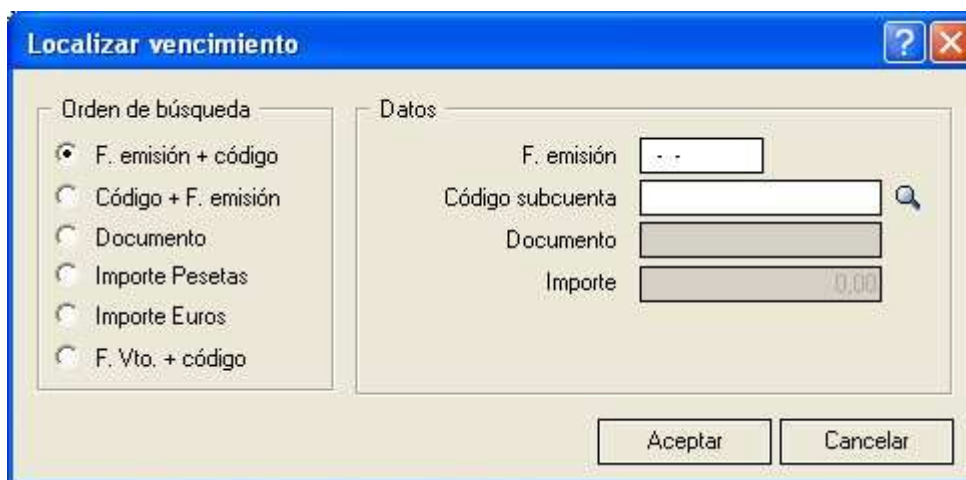 Localizar vencimiento
Orden de búsqueda
F. emisión + código
Código + F. emisión
Documento
Importe Pesetas
Importe Euros
F. Vto. + código
Datos
F. emisión - -
Código subcuenta
Documento
Importe 0.00
Aceptar Cancelar